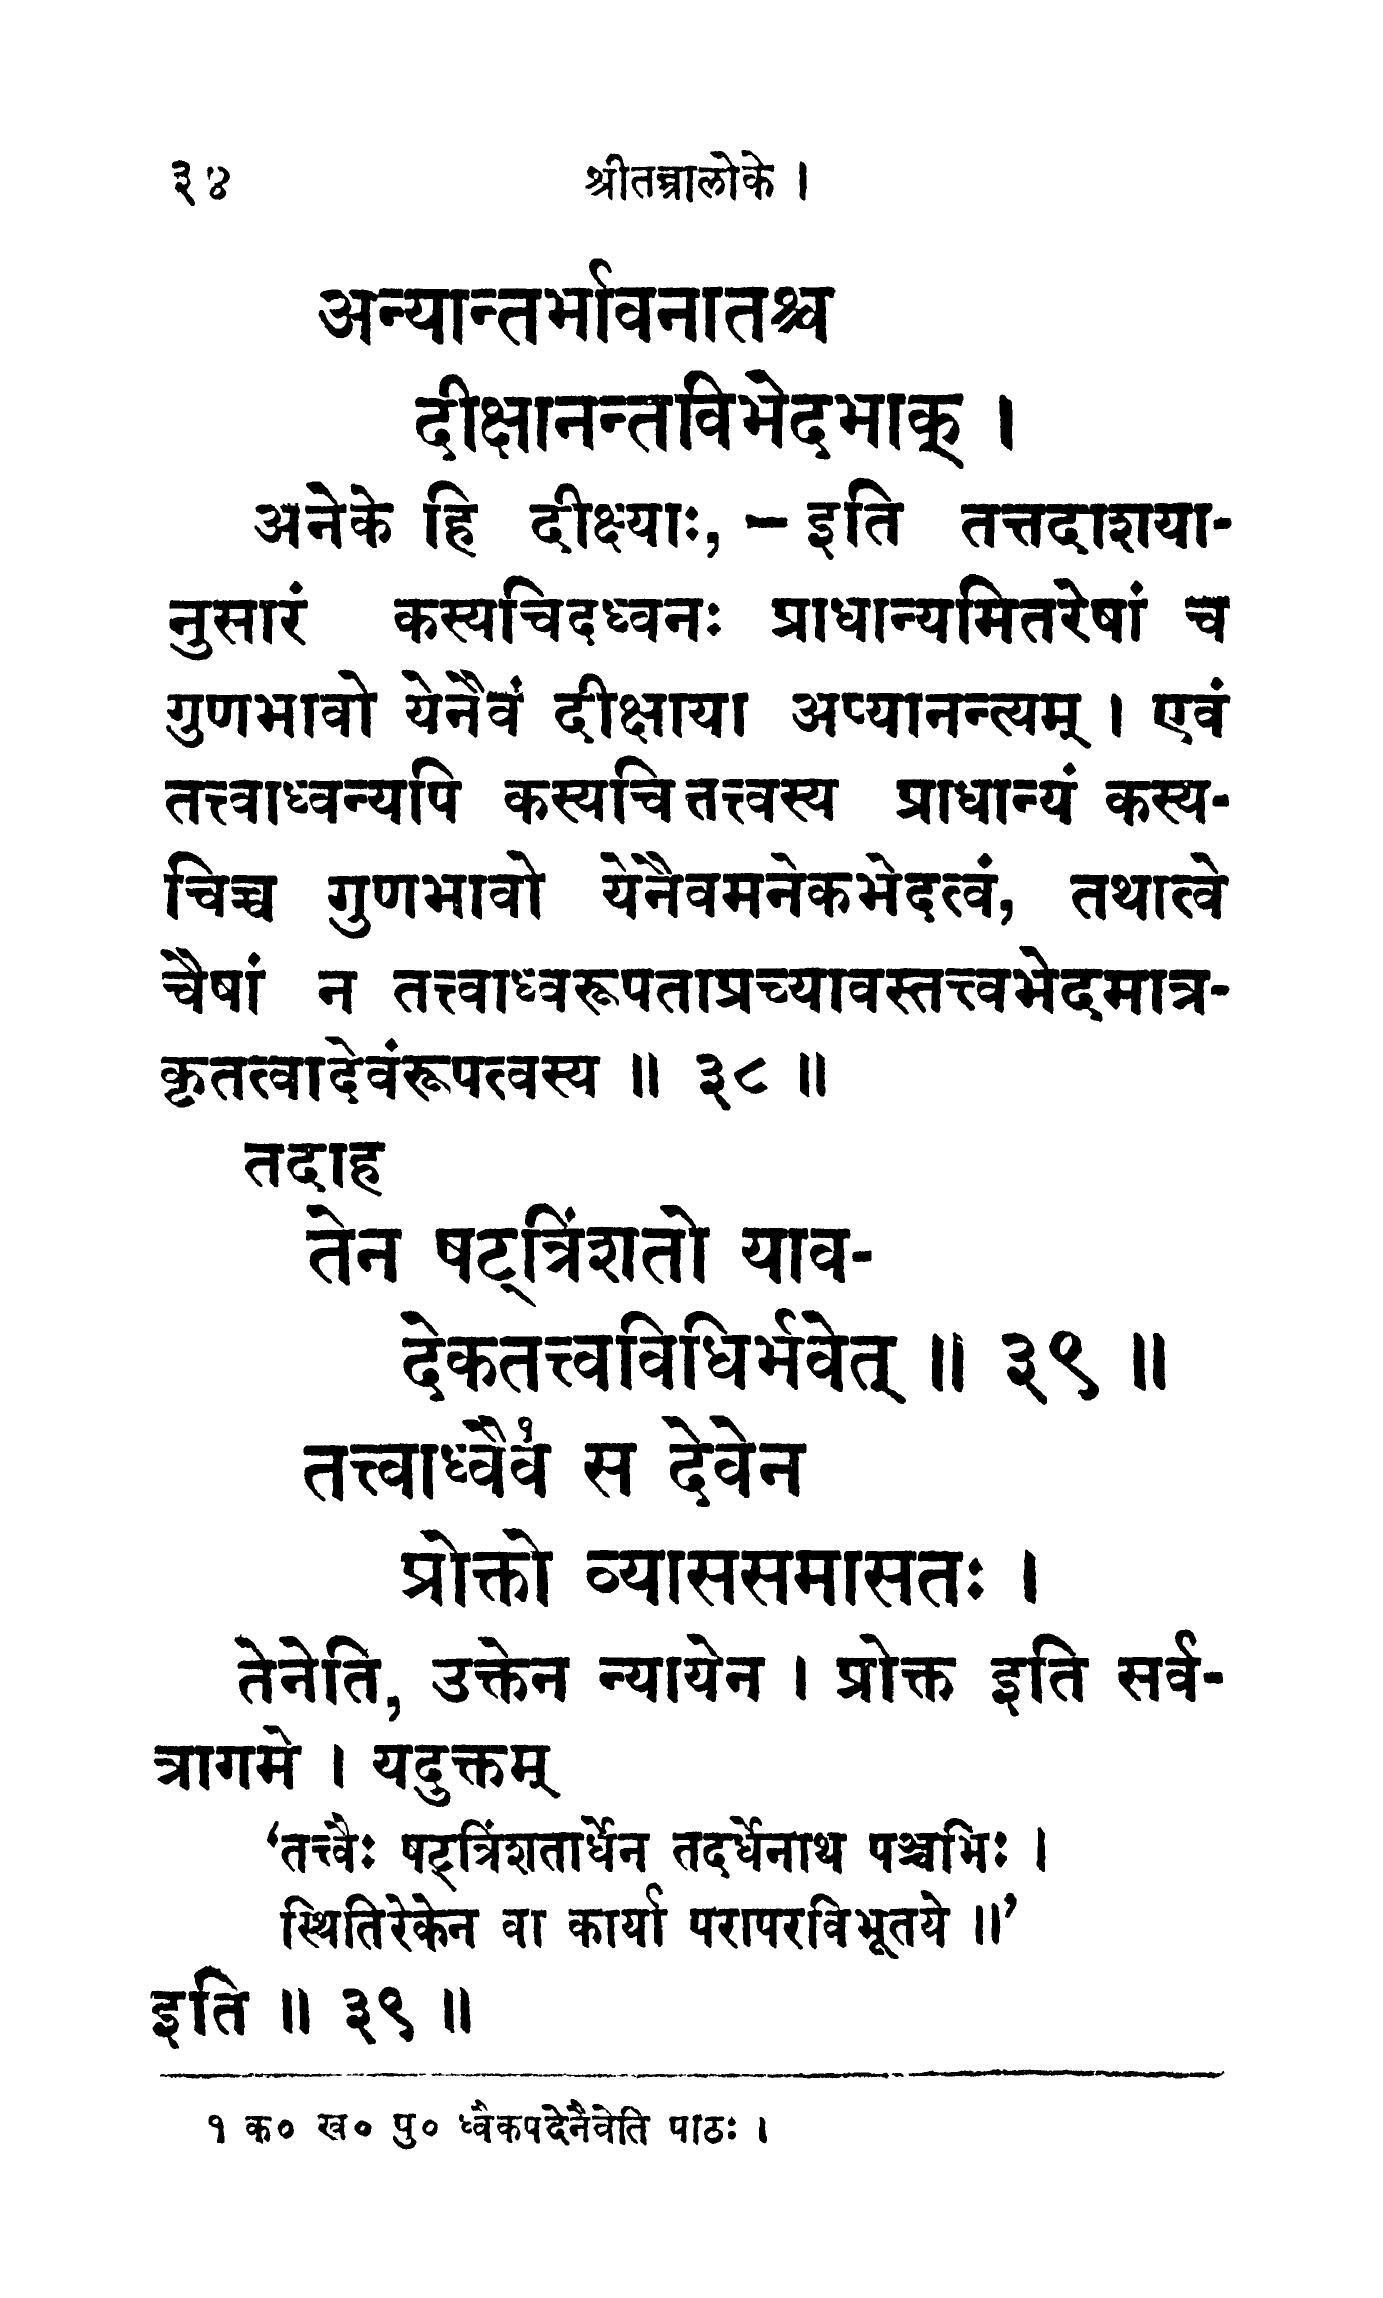 ३४ श्रीतन्त्रालोके ।
अन्यान्तर्भावनातश्च
दीक्षानन्तविभेदभाक् ।
अनेके हि दीक्ष्याः, – इति तत्तदाशया-
नुसारं कस्यचिदध्वनः प्राधान्यमितरेषां च
गुणभावो येनैवं दीक्षाया अप्यानन्त्यम् । एवं
तत्त्वाध्वन्यपि कस्यचित्तत्त्वस्य प्राधान्यं कस्य-
चिच्च गुणभावो येनैवमनेकभेदत्वं, तथात्वे
चैषां न तत्त्वाध्वरूपताप्रच्यावस्तत्त्वभेदमात्र-
कृतत्वादेवंरूपत्वस्य ॥ ३८ ॥
तदाह
तेन षट्त्रिंशतो याव-
देकतत्त्वविधिर्भवेत् ॥ ३९ ॥
तत्त्वाध्वैवं१ स देवेन
प्रोक्तो व्याससमासतः ।
तेनेति, उक्तेन न्यायेन । प्रोक्त इति सर्व-
त्रागमे । यदुक्तम्
‘तत्त्वैः षट्त्रिंशतार्धेन तदर्धेनाथ पञ्चभिः ।
स्थितिरेकेन वा कार्या परापरविभूतये ॥’
इति ॥ ३९ ॥
१ क० ख० पु० ध्वैकपदेनैवेति पाठः ।